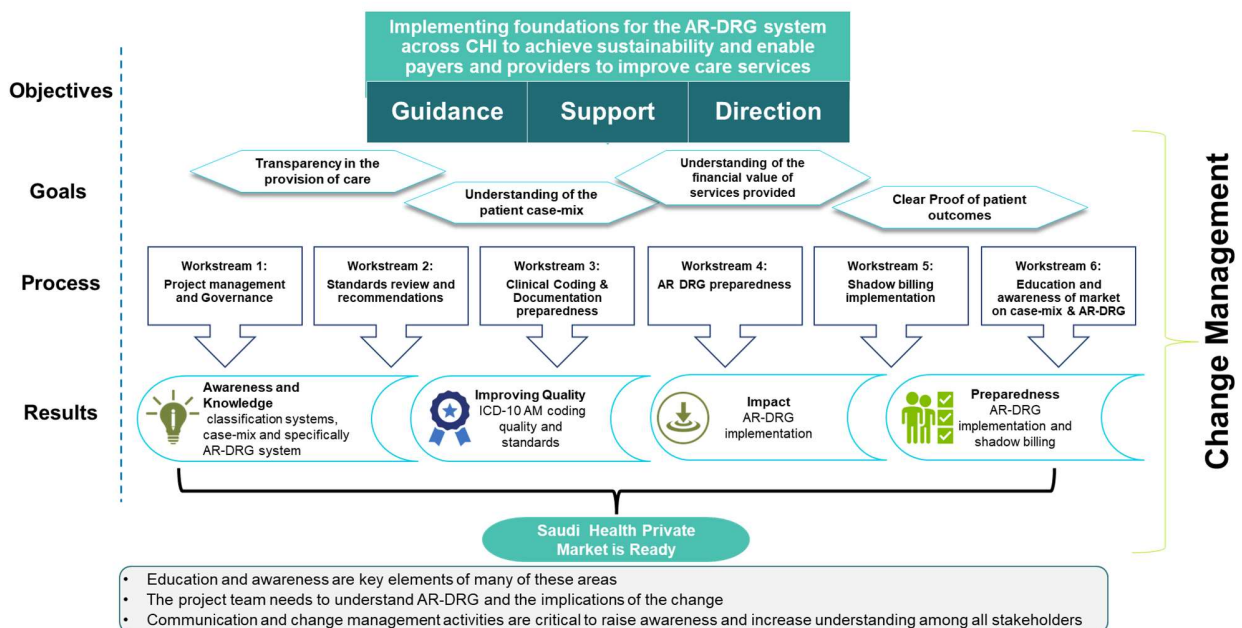 Implementing foundations for the AR-DRG system
across CHI to achieve sustainability and enable
payers and providers to improve care services
Objectives
Guidance
Support
Direction
Goals
Transparency in the
provision of care
Understanding of the
patient case-mix
Understanding of the
financial value of
services provided
Clear Proof of patient
outcomes
Process
Workstream 1:
Project management
and Governance
Workstream 2:
Standards review and
recommendations
Workstream 3:
Clinical Coding &
Documentation
preparedness
Workstream 4:
AR DRG preparedness
Workstream 5:
Shadow billing
implementation
Workstream 6:
Education and
awareness of market
on case-mix & AR-DRG
Results
Awareness and
Knowledge
classification systems,
case-mix and specifically
AR-DRG system
Improving Quality
ICD-10 AM coding
quality and
standards
Impact
AR-DRG
implementation
Preparedness
AR-DRG
implementation and
shadow billing
Change Management
Saudi Health Private
Market is Ready
• Education and awareness are key elements of many of these areas
• The project team needs to understand AR-DRG and the implications of the change
• Communication and change management activities are critical to raise awareness and increase understanding among all stakeholders